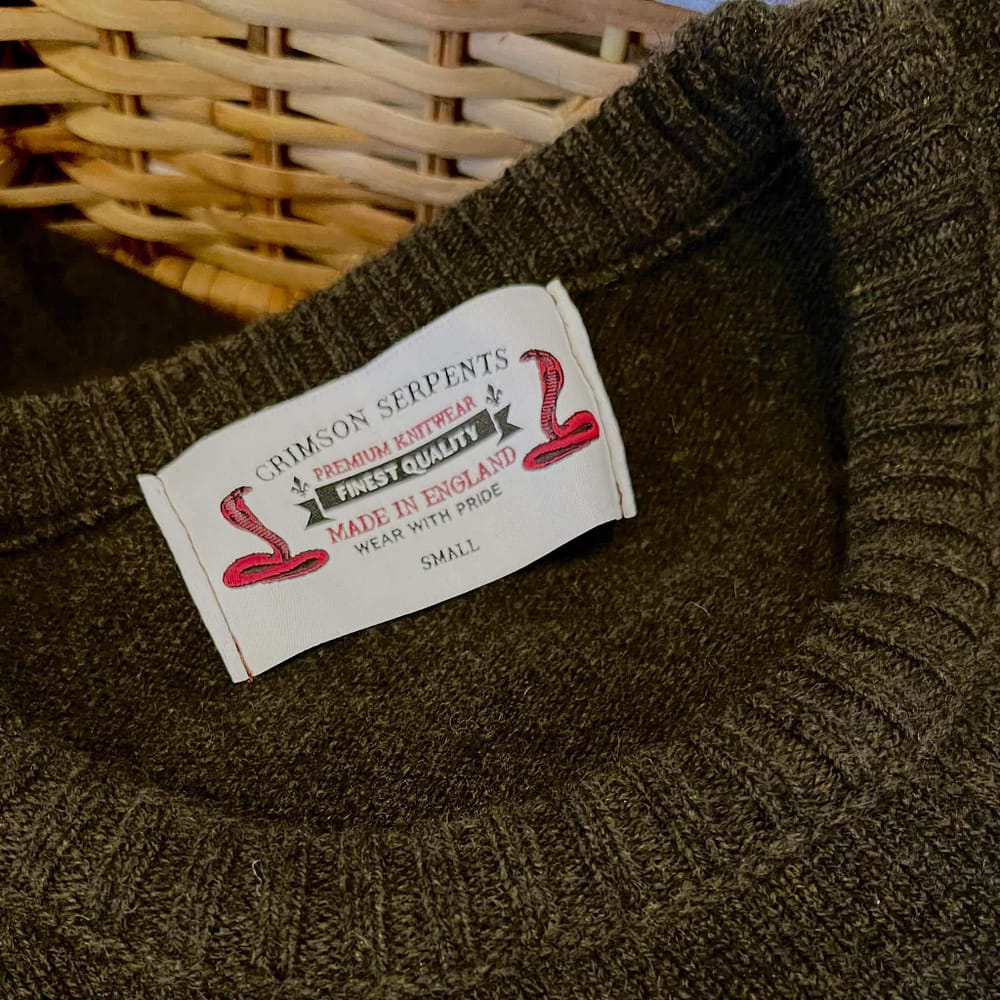 CRIMSON SERPENTS
PREMIUM KNITWEAR
FINEST QUALITY
MADE IN ENGLAND
WEAR WITH PRIDE
SMALL